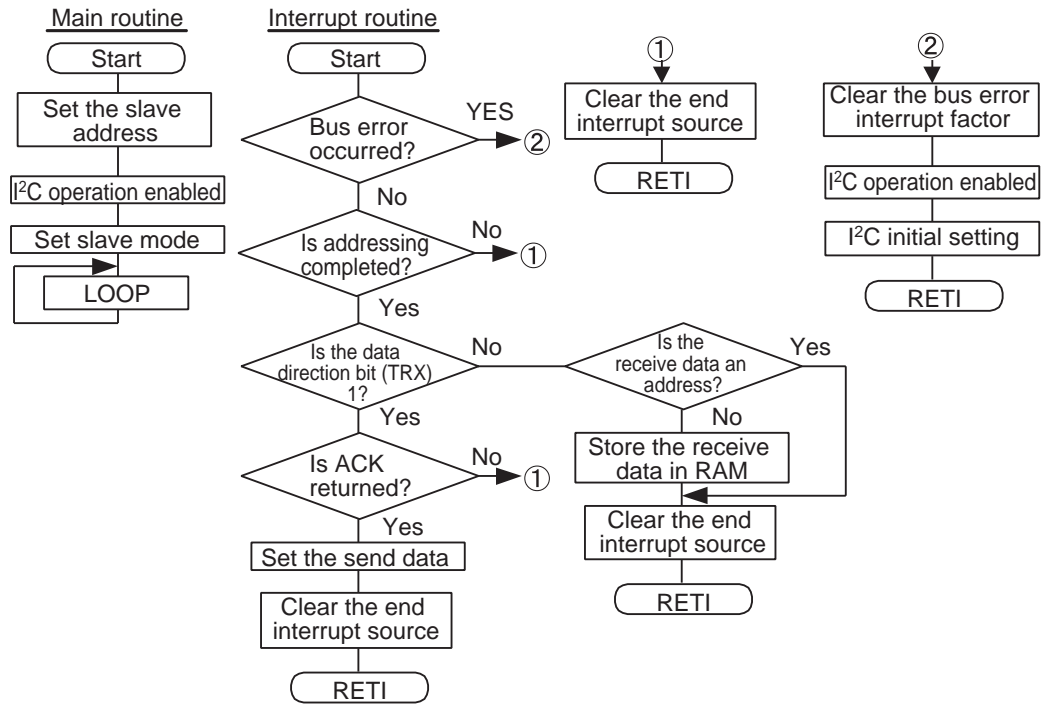 Main routine
Start
Set the slave
address
I²C operation enabled
Set slave mode
LOOP
Interrupt routine
Start
Bus error
occurred?
YES
②
No
Is addressing
completed?
No
①
Yes
Is the data
direction bit (TRX)
1?
No
Yes
Is ACK
returned?
No
①
Yes
Set the send data
Clear the end
interrupt source
RETI
Is the
receive data an
address?
Yes
No
Store the receive
data in RAM
Clear the end
interrupt source
RETI
①
Clear the end
interrupt source
RETI
②
Clear the bus error
interrupt factor
I²C operation enabled
I²C initial setting
RETI